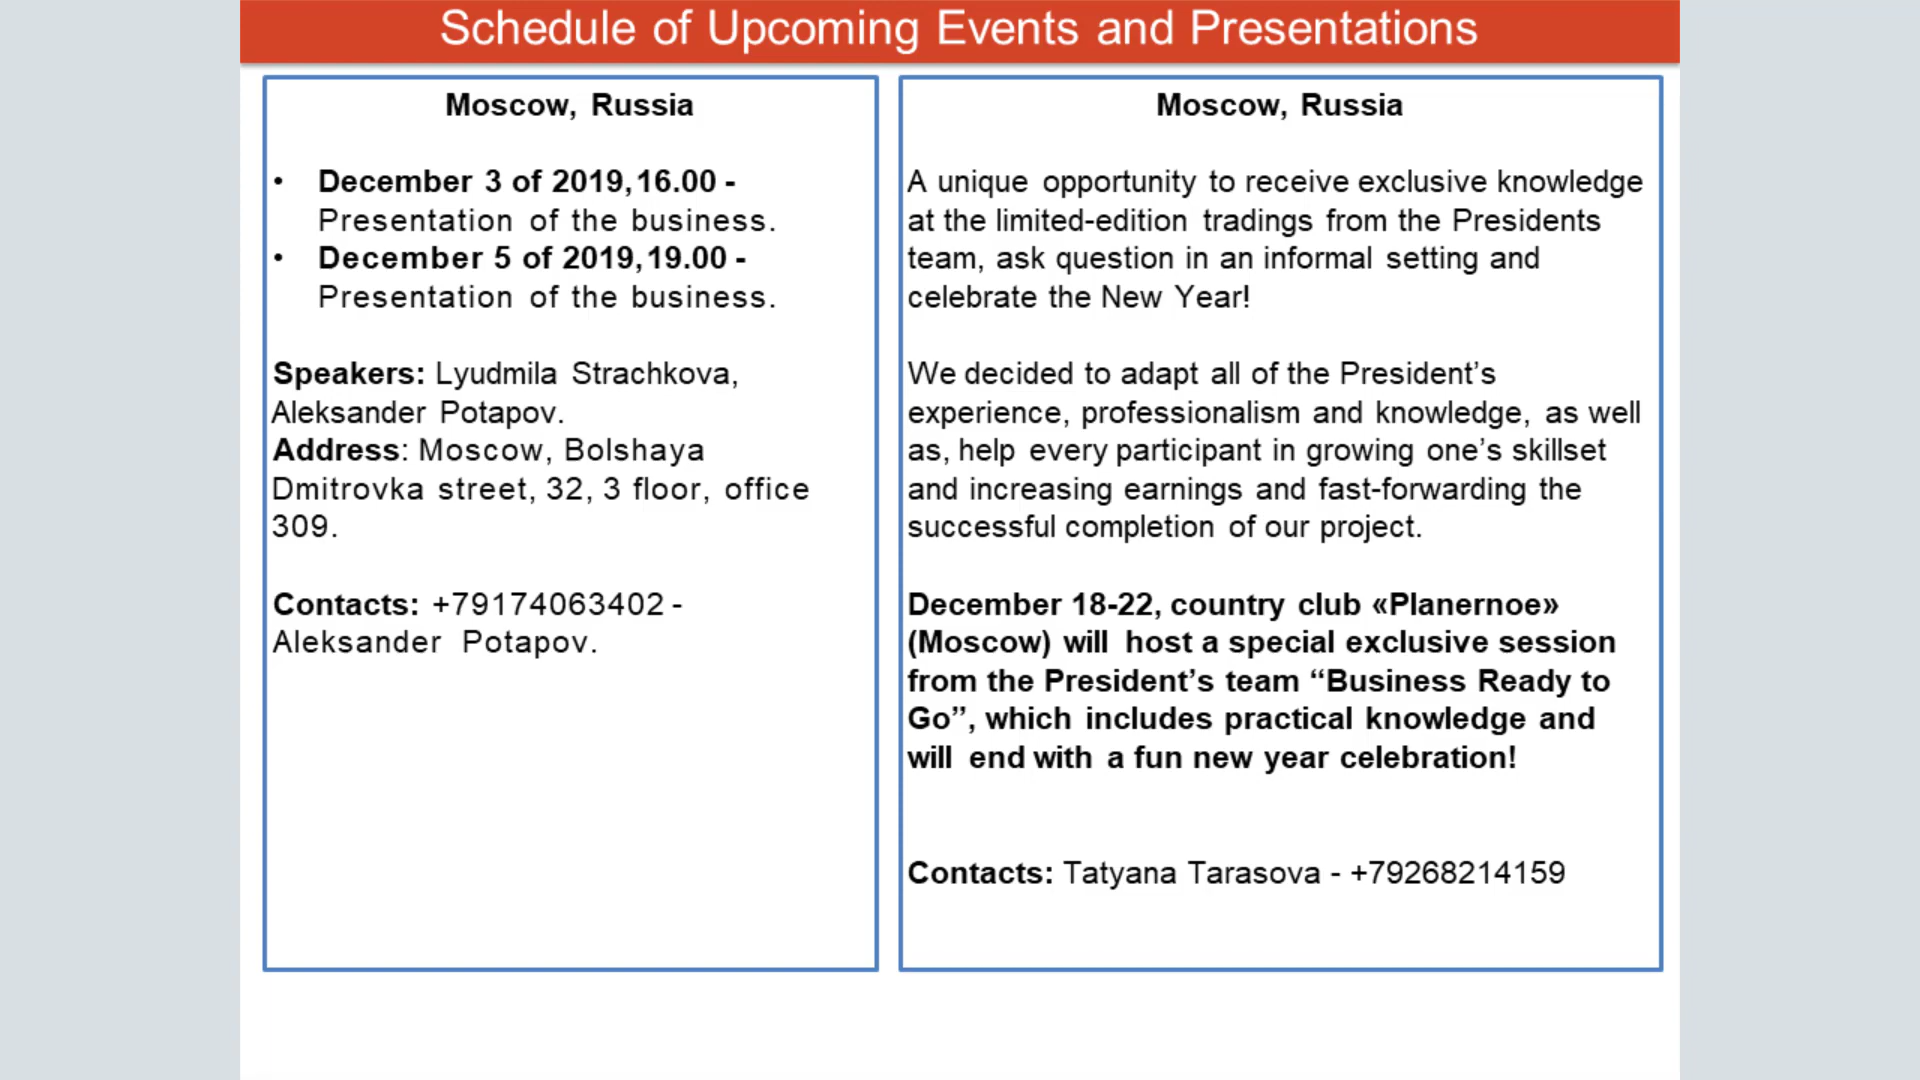 Schedule of Upcoming Events and Presentations
Moscow, Russia
• December 3 of 2019,16.00 -
Presentation of the business.
• December 5 of 2019,19.00 -
Presentation of the business.
Speakers: Lyudmila Strachkova,
Aleksander Potapov.
Address: Moscow, Bolshaya
Dmitrovka street, 32, 3 floor, office
309.
Contacts: +79174063402 -
Aleksander Potapov.
Moscow, Russia
A unique opportunity to receive exclusive knowledge
at the limited-edition tradings from the Presidents
team, ask question in an informal setting and
celebrate the New Year!
We decided to adapt all of the President’s
experience, professionalism and knowledge, as well
as, help every participant in growing one’s skillset
and increasing earnings and fast-forwarding the
successful completion of our project.
December 18-22, country club «Planernoe»
(Moscow) will host a special exclusive session
from the President’s team “Business Ready to
Go”, which includes practical knowledge and
will end with a fun new year celebration!
Contacts: Tatyana Tarasova - +79268214159